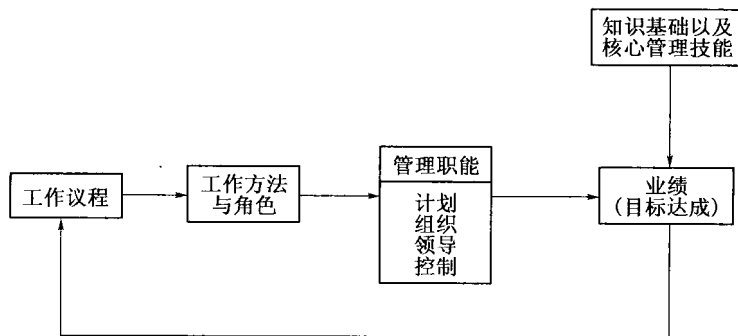 知识基础以及
核心管理技能
工作议程
工作方法
与角色
管理职能
计划
组织
领导
控制
业绩
(目标达成)